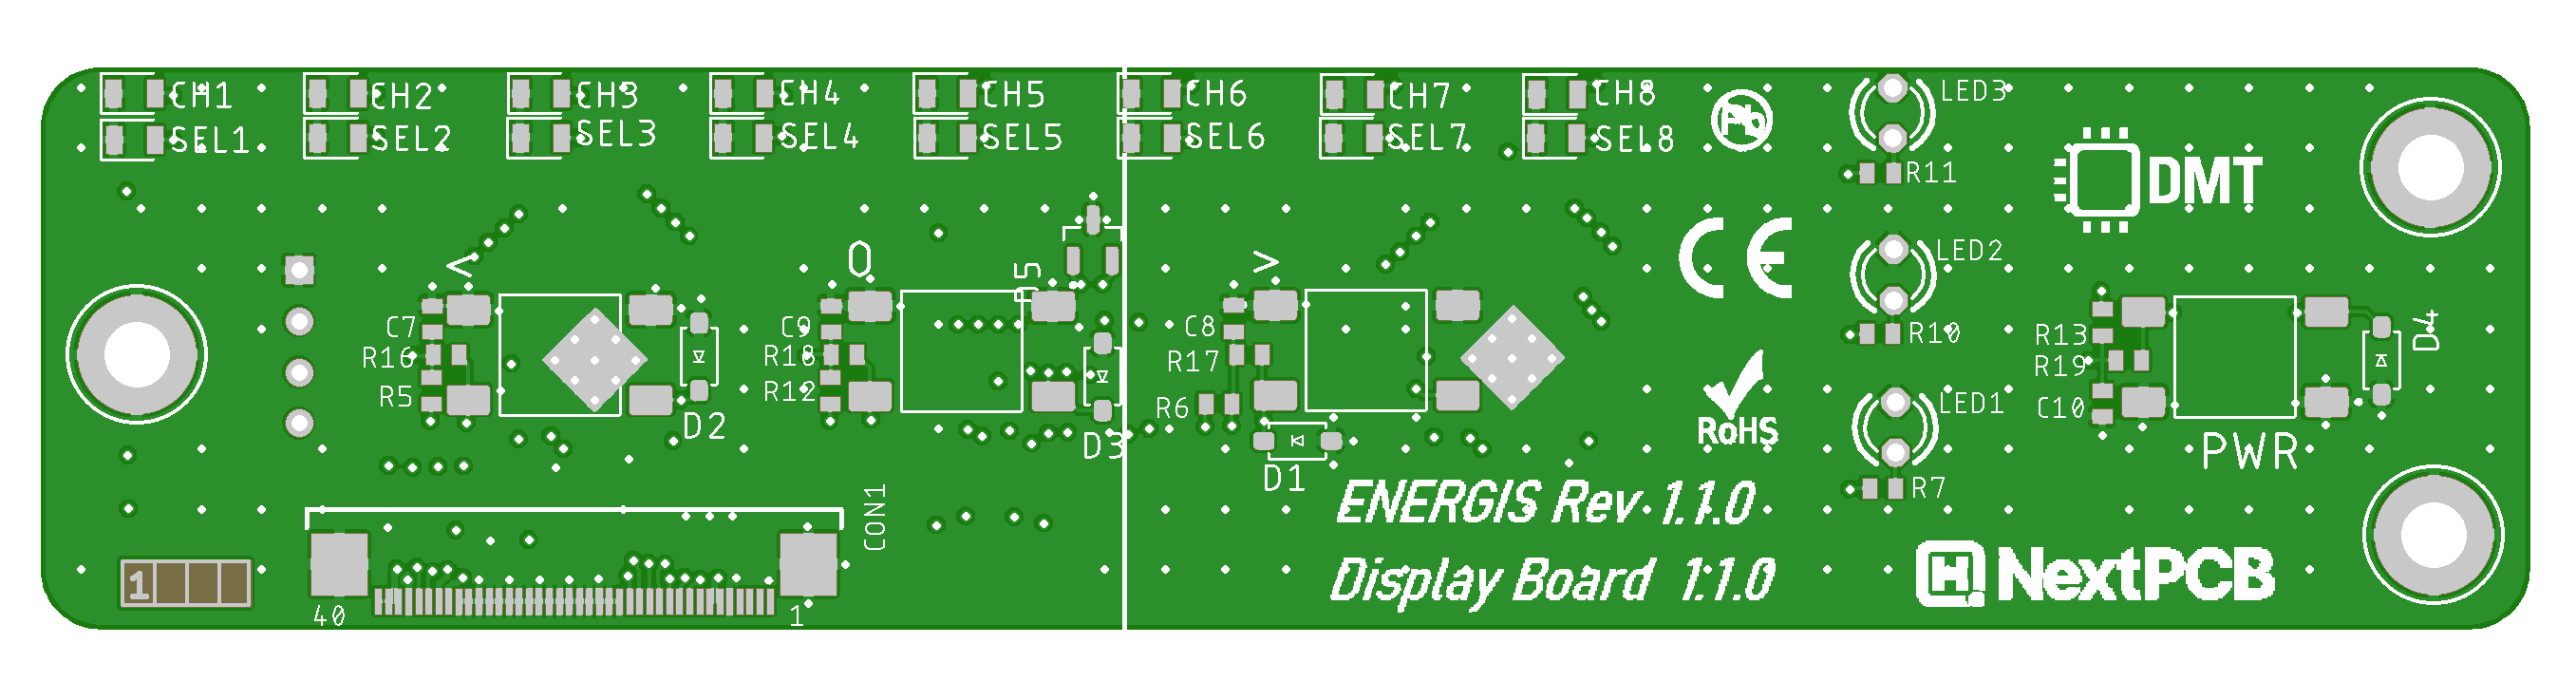 CH1 CH2 CH3 CH4 CH5 CH6 CH7 CH8
SEL1 SEL2 SEL3 SEL4 SEL5 SEL6 SEL7 SEL8
Pb
LED3
R11
DMT
< O >
5
CE
LED2
R10
C7
R16
R5
D2
C9
R18
R12
D3
C8
R17
R6
D1
R13
R19
C10
D4
PWR
RoHS
LED1
R7
CON1
ENERGIS Rev 1.1.0
Display Board 1.1.0
1
40
1
H NextPCB